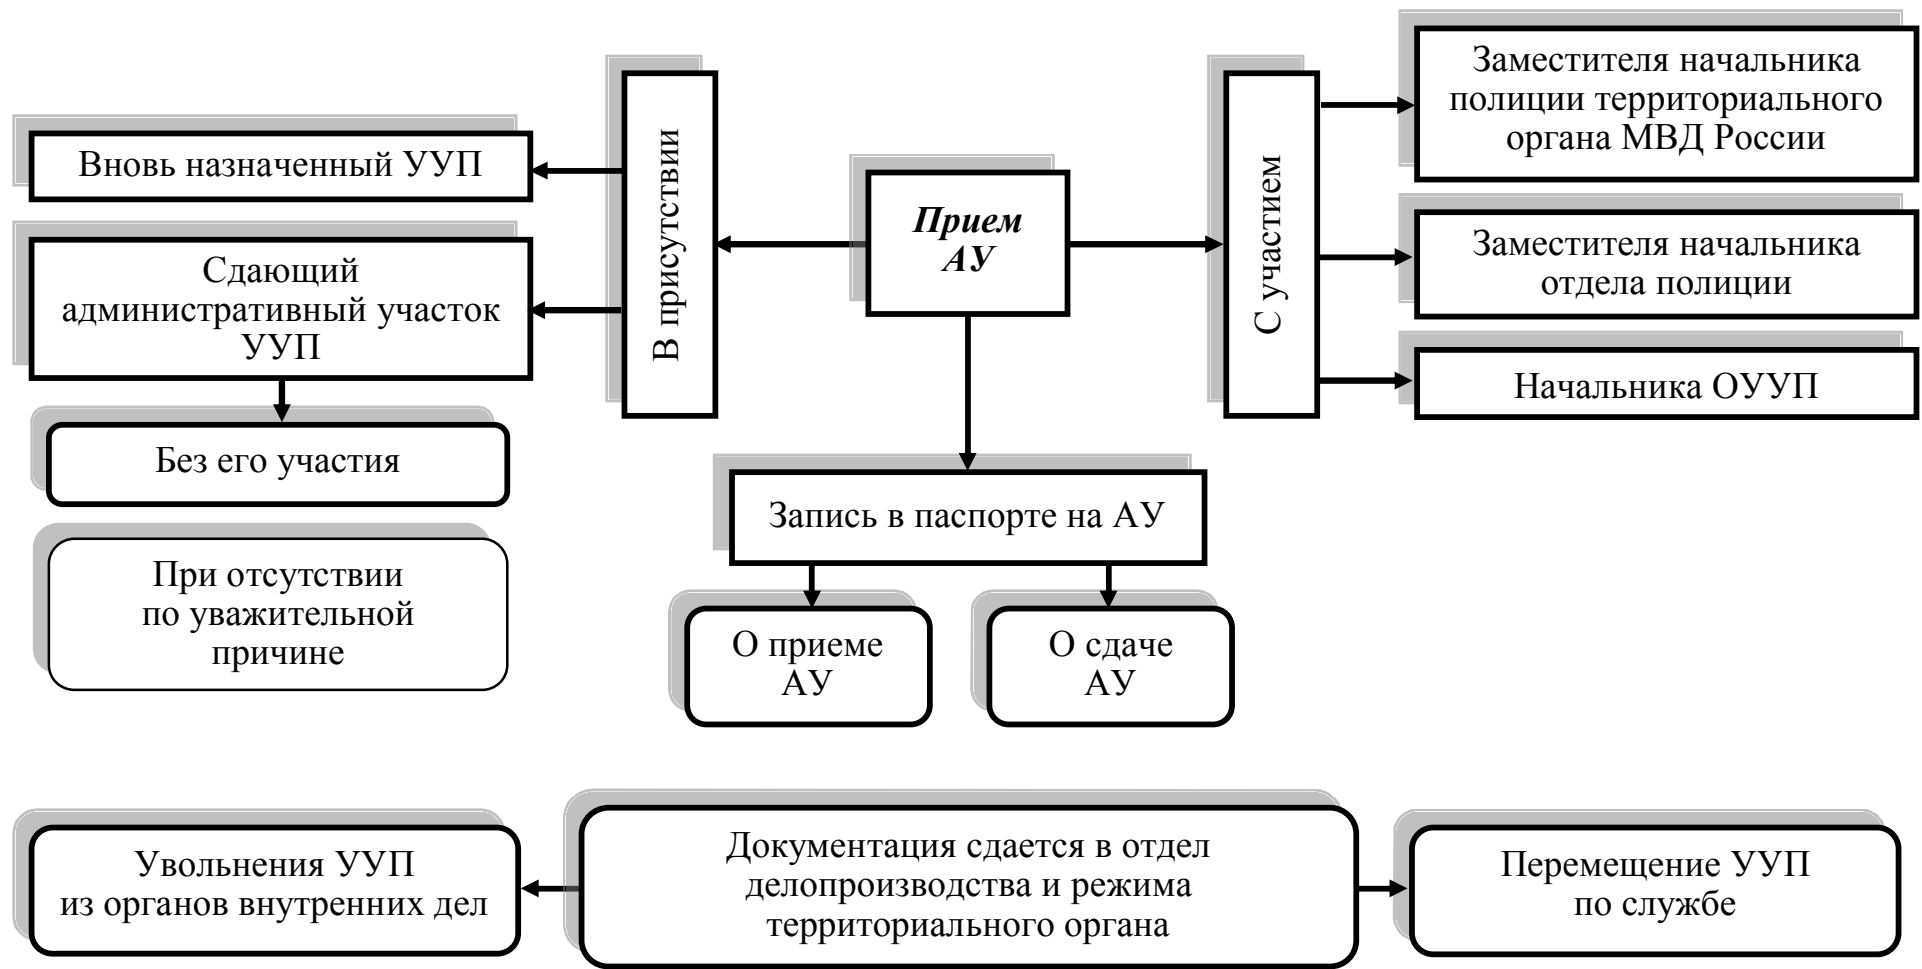 Заместителя начальника
полиции территориального
органа МВД России
Вновь назначенный УУП
В присутствии
Прием
АУ
С участием
Заместителя начальника
отдела полиции
Сдающий
административный участок
УУП
Начальника ОУУП
Без его участия
Запись в паспорте на АУ
При отсутствии
по уважительной
причине
О приеме
АУ
О сдаче
АУ
Увольнения УУП
из органов внутренних дел
Документация сдается в отдел
делопроизводства и режима
территориального органа
Перемещение УУП
по службе